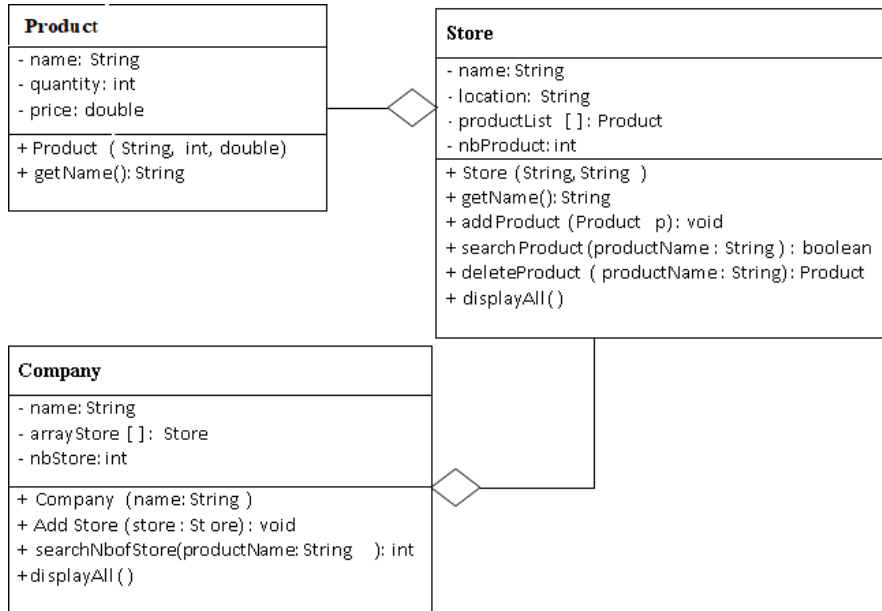 Product
- name: String
- quantity: int
- price: double
+ Product ( String, int, double)
+ getName(): String
Store
- name: String
- location: String
- productList [ ]: Product
- nbProduct: int
+ Store (String, String )
+ getName(): String
+ addProduct (Product p): void
+ searchProduct(productName: String) : boolean
+ deleteProduct ( productName: String): Product
+ displayAll()
Company
- name: String
- arrayStore [ ]: Store
- nbStore: int
+ Company (name: String )
+ Add Store (store: Store): void
+ searchNbofStore(productName: String ): int
+displayAll()